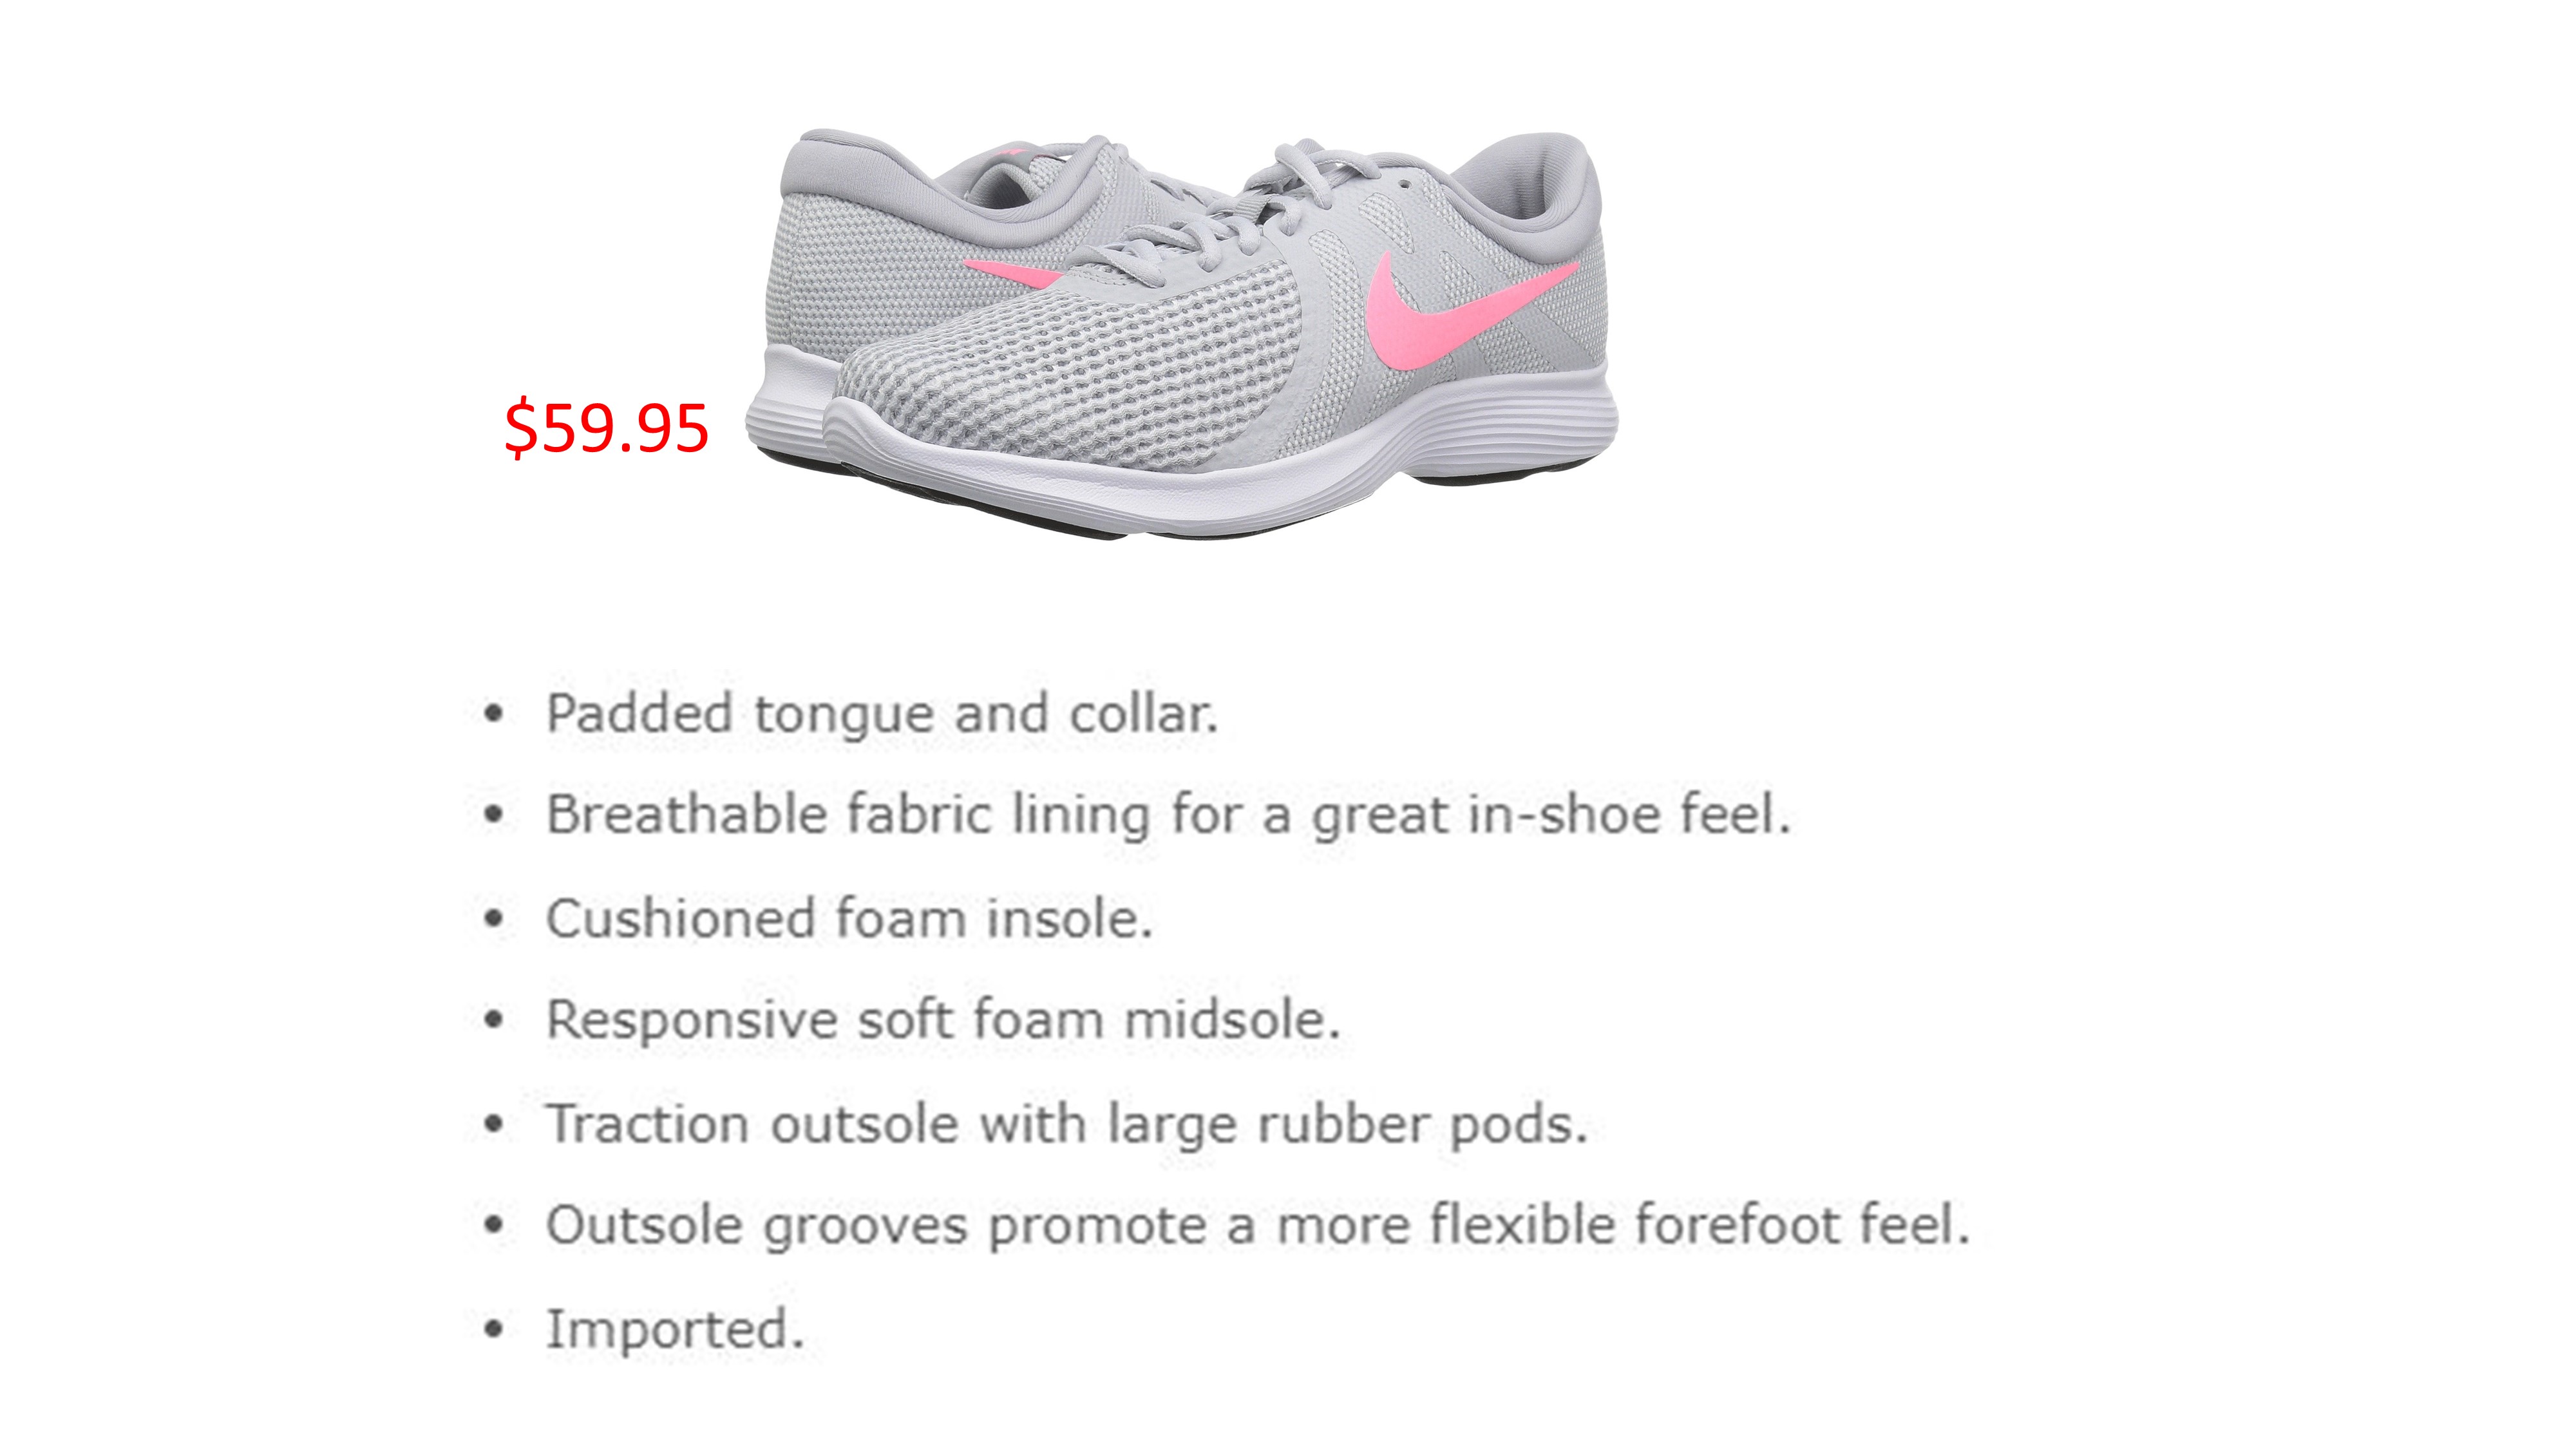 $59.95
• Padded tongue and collar.
• Breathable fabric lining for a great in-shoe feel.
• Cushioned foam insole.
• Responsive soft foam midsole.
• Traction outsole with large rubber pods.
• Outsole grooves promote a more flexible forefoot feel.
• Imported.